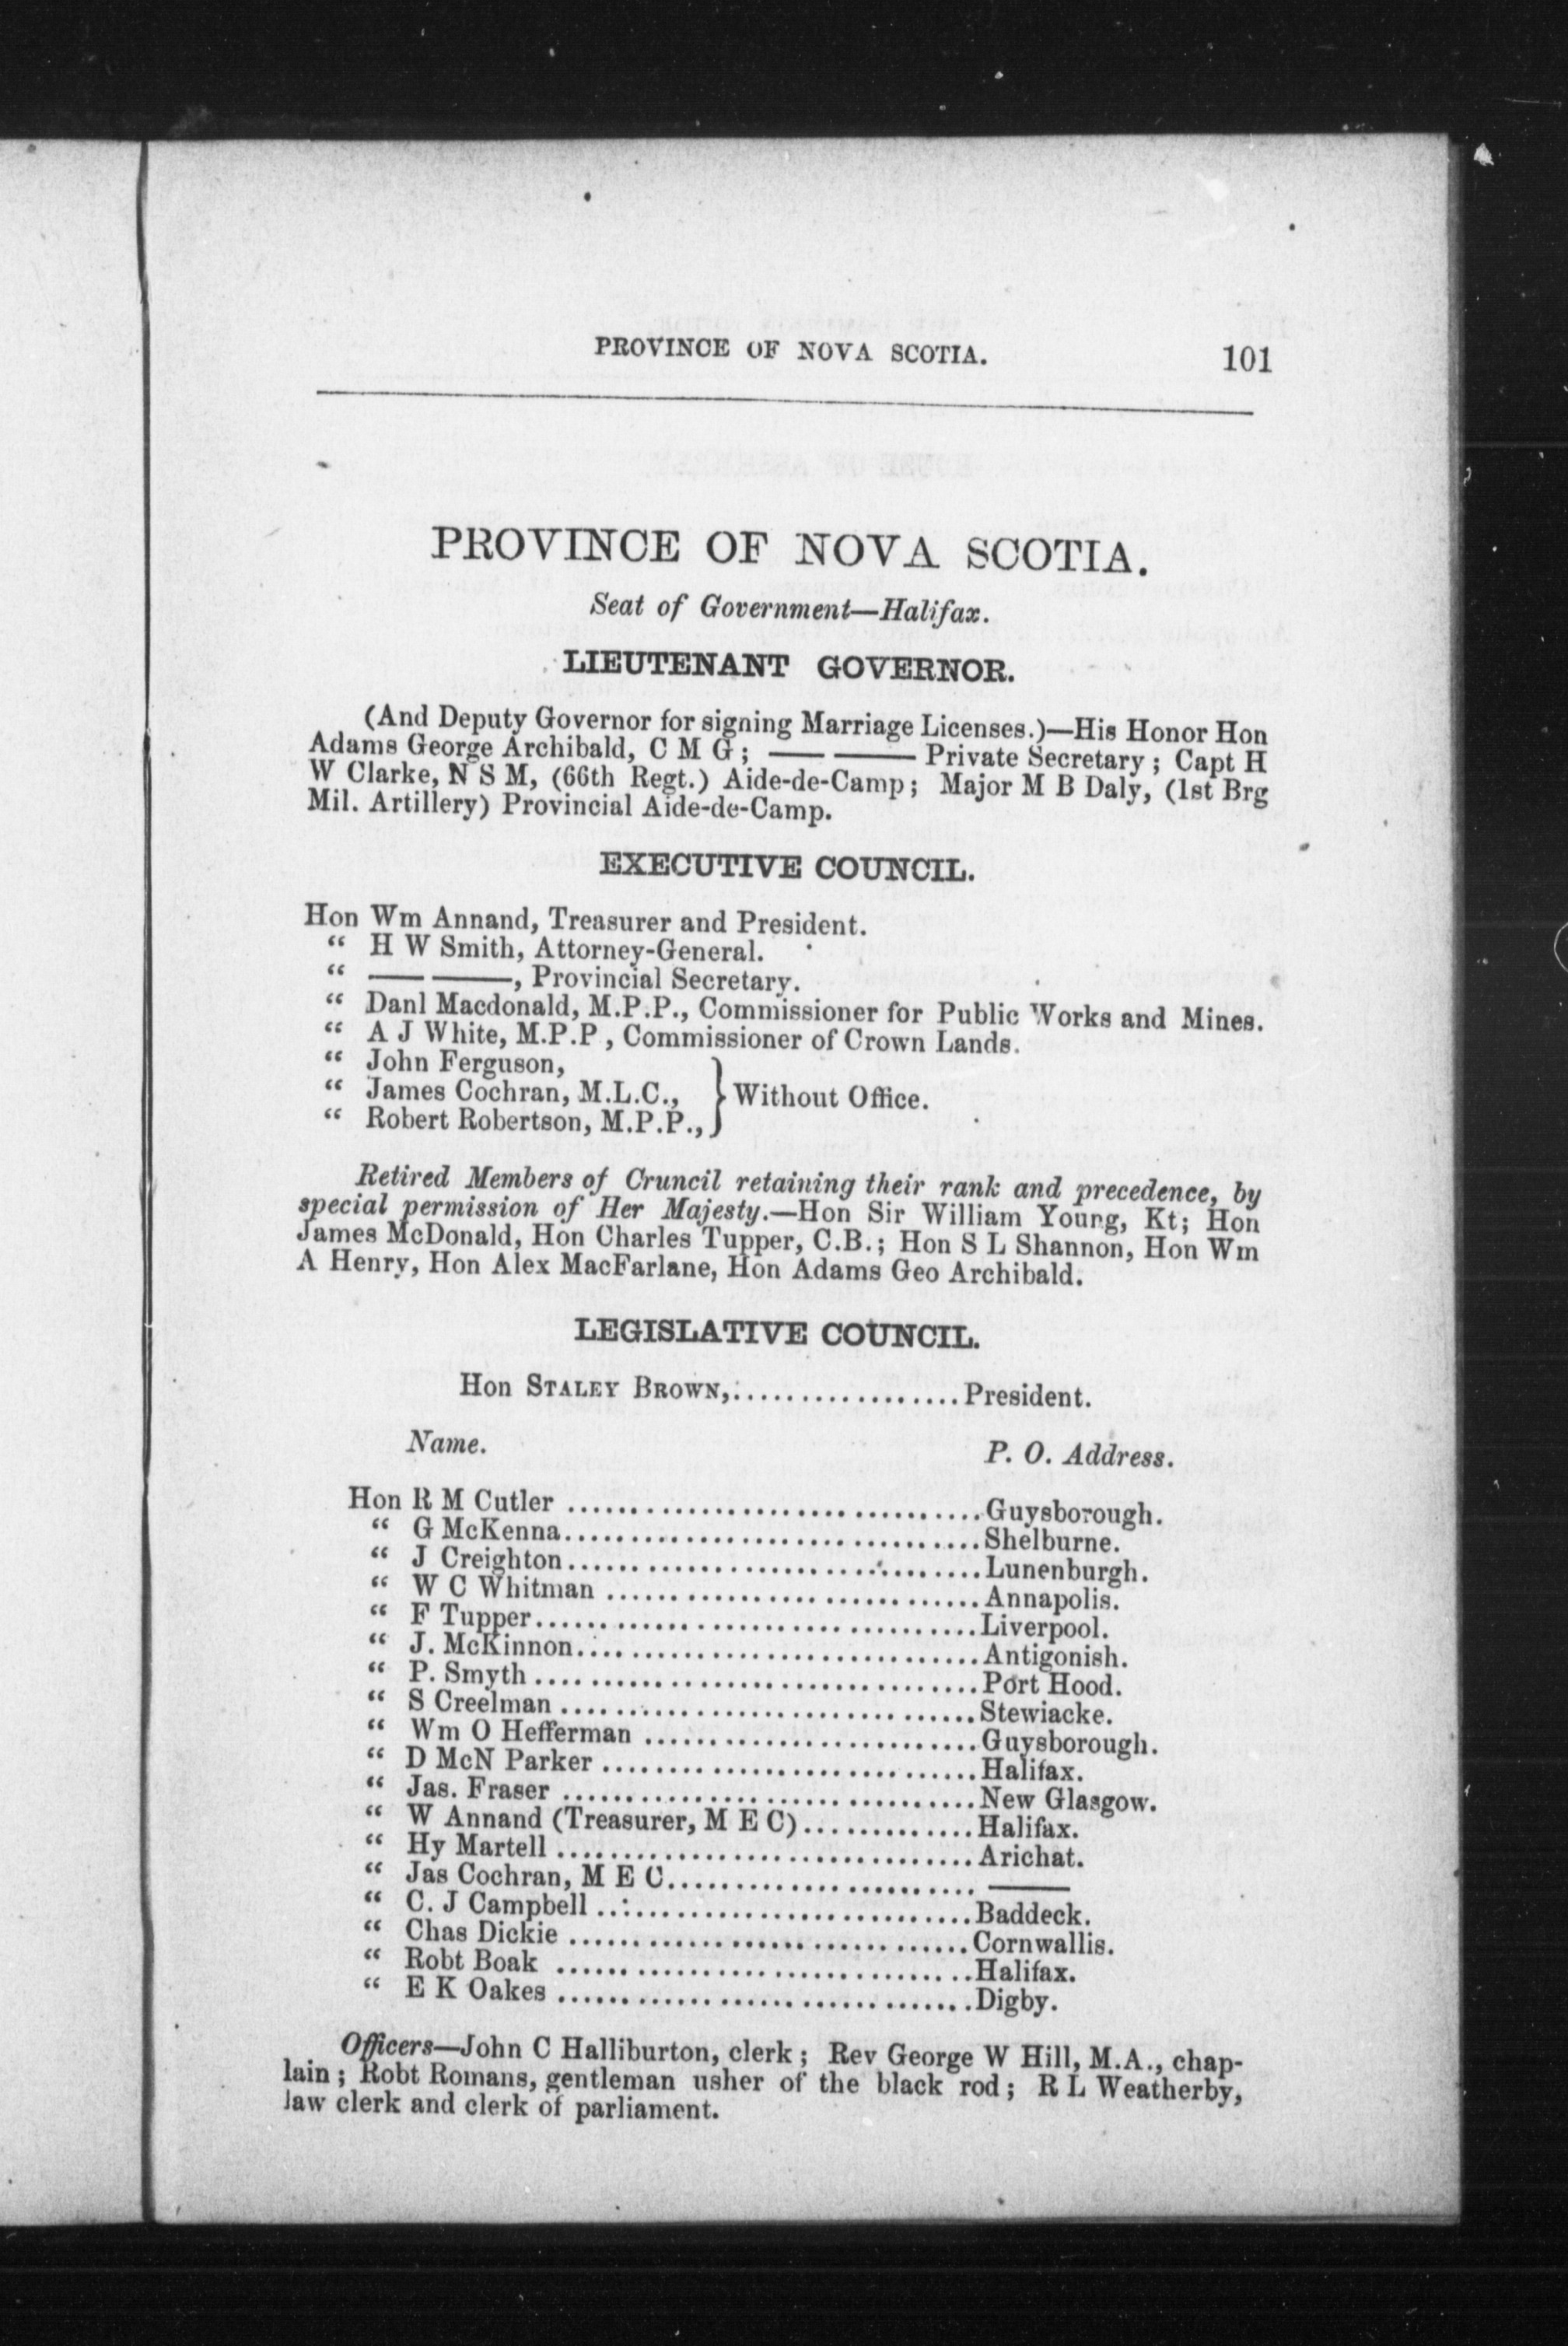 PROVINCE OF NOVA SCOTIA. 101
PROVINCE OF NOVA SCOTIA.
Seat of Government—Halifax.
LIEUTENANT GOVERNOR.
(And Deputy Governor for signing Marriage Licenses.)—His Honor Hon
Adams George Archibald, C M G; —— —— Private Secretary; Capt H
W Clarke, N S M, (66th Regt.) Aide-de-Camp; Major M B Daly, (1st Brg
Mil. Artillery) Provincial Aide-de-Camp.
EXECUTIVE COUNCIL.
Hon Wm Annand, Treasurer and President.
“ H W Smith, Attorney-General.
“ —— ——, Provincial Secretary.
“ Danl Macdonald, M.P.P., Commissioner for Public Works and Mines.
“ A J White, M.P.P , Commissioner of Crown Lands.
“ John Ferguson,
“ James Cochran, M.L.C., } Without Office.
“ Robert Robertson, M.P.P.,
Retired Members of Cruncil retaining their rank and precedence, by
special permission of Her Majesty.—Hon Sir William Young, Kt; Hon
James McDonald, Hon Charles Tupper, C.B.; Hon S L Shannon, Hon Wm
A Henry, Hon Alex MacFarlane, Hon Adams Geo Archibald.
LEGISLATIVE COUNCIL.
Hon STALEY BROWN,..................President.
Name. P. O. Address.
Hon R M Cutler ................................Guysborough.
“ G McKenna................................Shelburne.
“ J Creighton................................Lunenburgh.
“ W C Whitman ............................Annapolis.
“ F Tupper..................................Liverpool.
“ J. McKinnon...............................Antigonish.
“ P. Smyth..................................Port Hood.
“ S Creelman ................................Stewiacke.
“ Wm O Hefferman ..........................Guysborough.
“ D McN Parker .............................Halifax.
“ Jas. Fraser ................................New Glasgow.
“ W Annand (Treasurer, M E C).............Halifax.
“ Hy Martell ................................Arichat.
“ Jas Cochran, M E C........................ ——
“ C. J Campbell .............................Baddeck.
“ Chas Dickie ...............................Cornwallis.
“ Robt Boak ................................Halifax.
“ E K Oakes ................................Digby.
Officers—John C Halliburton, clerk; Rev George W Hill, M.A., chap-
lain; Robt Romans, gentleman usher of the black rod; R L Weatherby,
law clerk and clerk of parliament.